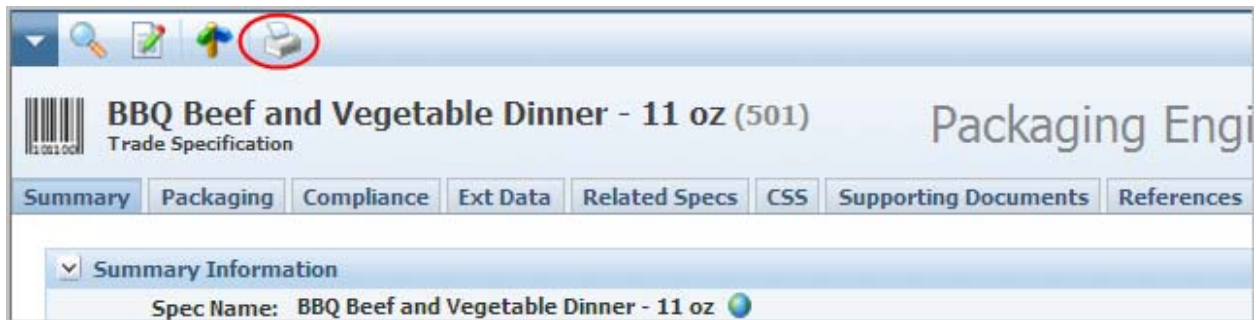 BBQ Beef and Vegetable Dinner - 11 oz (501)
Trade Specification
Packaging Engi
Summary Packaging Compliance Ext Data Related Specs CSS Supporting Documents References
Summary Information
Spec Name: BBQ Beef and Vegetable Dinner - 11 oz